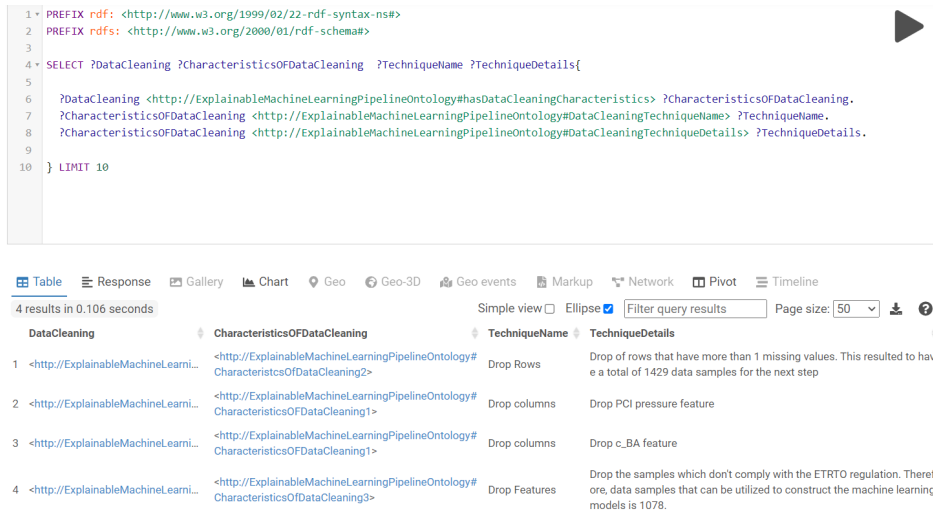 1 PREFIX rdf: <http://www.w3.org/1999/02/22-rdf-syntax-ns#>
2 PREFIX rdfs: <http://www.w3.org/2000/01/rdf-schema#>
3
4 SELECT ?DataCleaning ?CharacteristicsOFDataCleaning ?TechniqueName ?TechniqueDetails{
5
6 ?DataCleaning <http://ExplainableMachineLearningPipelineOntology#hasDataCleaningCharacteristics> ?CharacteristicsOFDataCleaning.
7 ?CharacteristicsOFDataCleaning <http://ExplainableMachineLearningPipelineOntology#DataCleaningTechniqueName> ?TechniqueName.
8 ?CharacteristicsOFDataCleaning <http://ExplainableMachineLearningPipelineOntology#DataCleaningTechniqueDetails> ?TechniqueDetails.
9
10 } LIMIT 10
Table Response Gallery Chart Geo Geo-3D Geo events Markup Network Pivot Timeline
4 results in 0.106 seconds Simple view Ellipse Filter query results Page size: 50 ?
DataCleaning CharacteristicsOFDataCleaning TechniqueName TechniqueDetails
<http://ExplainableMachineLearningPipelineOntology# Drop of rows that have more than 1 missing values. This resulted to hav
1 <http://ExplainableMachineLearni... CharacteristcsOfDataCleaning2> Drop Rows e a total of 1429 data samples for the next step
<http://ExplainableMachineLearningPipelineOntology#
2 <http://ExplainableMachineLearni... CharacteristicsOFDataCleaning1> Drop columns Drop PCI pressure feature
<http://ExplainableMachineLearningPipelineOntology#
3 <http://ExplainableMachineLearni... CharacteristicsOFDataCleaning1> Drop columns Drop c_BA feature
Drop the samples which don't comply with the ETRTO regulation. Theref
<http://ExplainableMachineLearningPipelineOntology#
4 <http://ExplainableMachineLearni... CharacteristicsOFDataCleaning3> Drop Features ore, data samples that can be utilized to construct the machine learning
models is 1078.